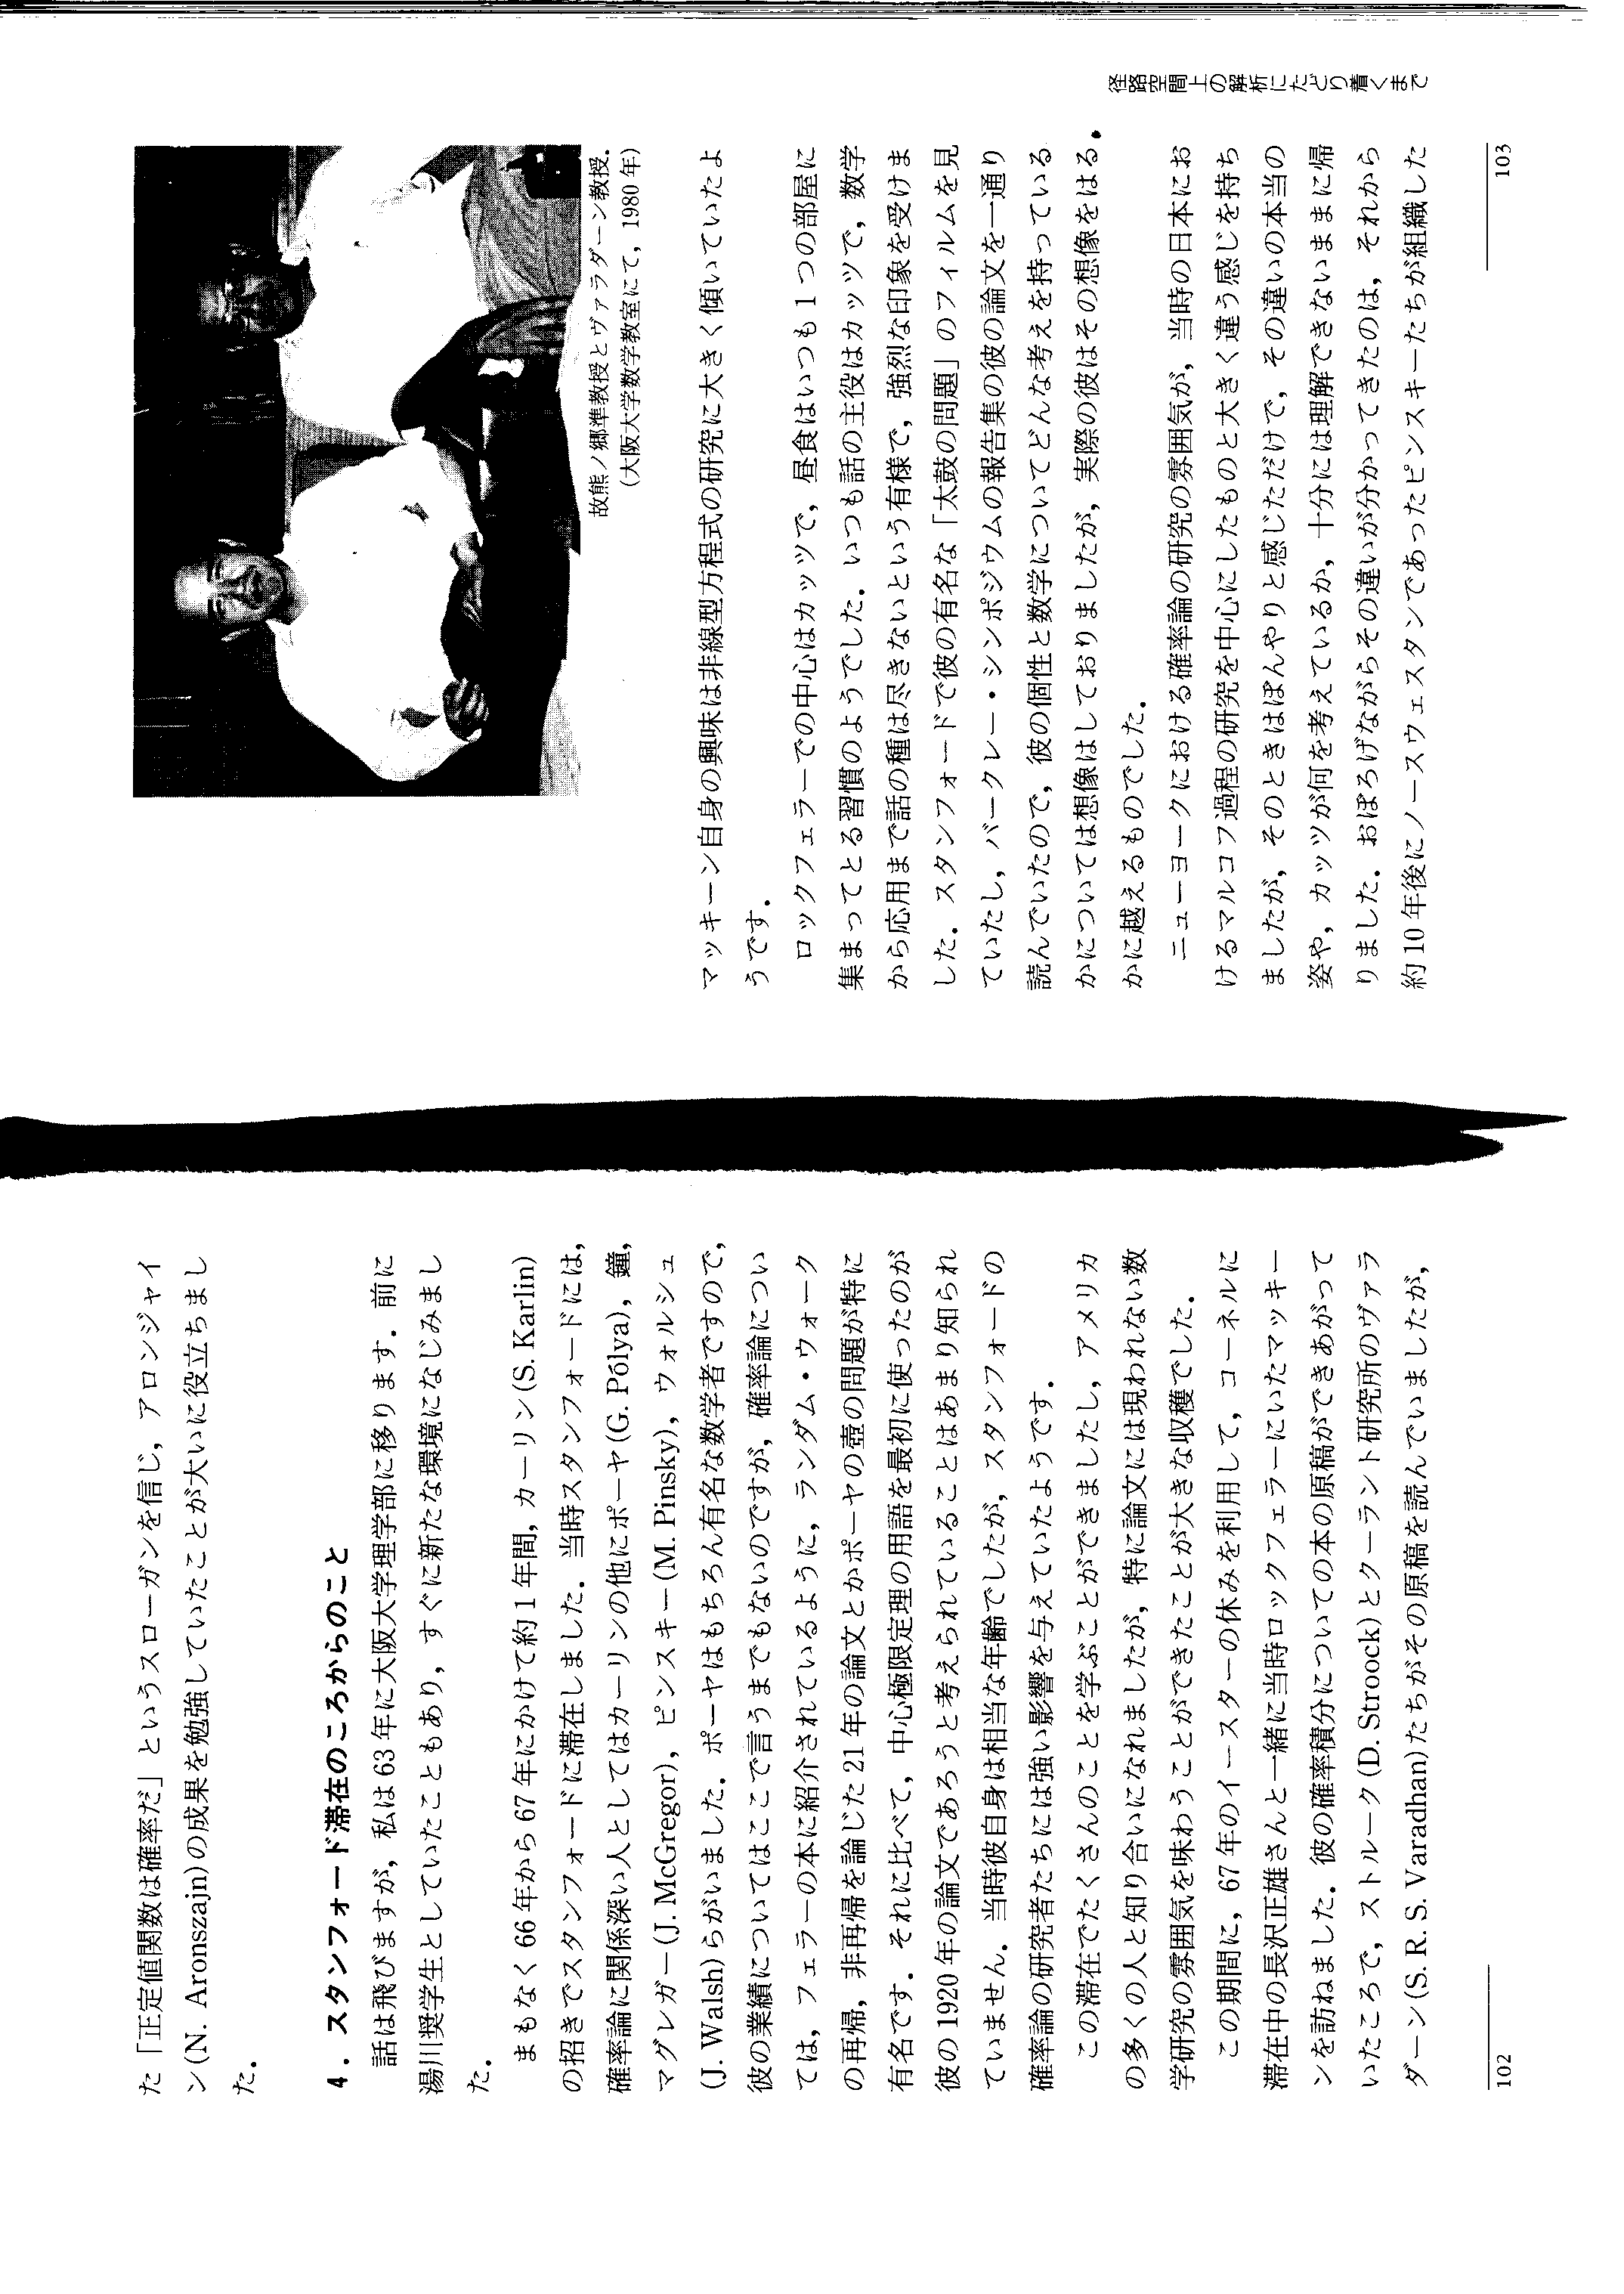 た「正定値関数は確率だ」というスローガンを信じ，アロンジャイ
ン(N. Aronszajn)の成果を勉強していたことが大いに役立ちまし
た．
4．スタンフォード滞在のころからのこと
話は飛びますが，私は63年に大阪大学理学部に移ります．前に
湯川奨学生としていたこともあり，すぐに新たな環境になじみまし
た．
まもなく66年から67年にかけて約1年間，カーリン(S. Karlin)
の招きでスタンフォードに滞在しました．当時スタンフォードには，
確率論に関係深い人としてはカーリンの他にポーヤ(G. Pólya)，鐘，
マグレガー(J. McGregor)，ピンスキー(M. Pinsky)，ウォルシュ
(J. Walsh)らがいました．ポーヤはもちろん有名な数学者ですので，
彼の業績についてはここで言うまでもないのですが，確率論につい
ては，フェラーの本に紹介されているように，ランダム・ウォーク
の再帰，非再帰を論じた21年の論文とかポーヤの壺の問題が特に
有名です．それに比べて，中心極限定理の用語を最初に使ったのが
彼の1920年の論文であろうと考えられていることはあまり知られ
ていません．当時彼自身は相当な年齢でしたが，スタンフォードの
確率論の研究者たちには強い影響を与えていたようです．
この滞在でたくさんのことを学ぶことができましたし，アメリカ
の多くの人と知り合いになれましたが，特に論文には現われない数
学研究の雰囲気を味わうことができたことが大きな収穫でした．
この期間に，67年のイースターの休みを利用して，コーネルに
滞在中の長沢正雄さんと一緒に当時ロックフェラーにいたマッキー
ンを訪ねました．彼の確率積分についての本の原稿ができあがって
いたころで，ストルーク(D. Stroock)とクーラント研究所のヴァラ
ダーン(S. R. S. Varadhan)たちがその原稿を読んでいましたが，
102
故熊ノ郷準教授とヴァラダーン教授．
（大阪大学数学教室にて，1980年）
マッキーン自身の興味は非線型方程式の研究に大きく傾いていたよ
うです．
ロックフェラーでの中心はカッツで，昼食はいつも1つの部屋に
集まってとる習慣のようでした．いつも話の主役はカッツで，数学
から応用まで話の種は尽きないという有様で，強烈な印象を受けま
した．スタンフォードで彼の有名な「太鼓の問題」のフィルムを見
ていたし，バークレー・シンポジウムの報告集の彼の論文を一通り
読んでいたので，彼の個性と数学についてどんな考えを持っている
かについては想像はしておりましたが，実際の彼はその想像をはる
かに越えるものでした．
ニューヨークにおける確率論の研究の雰囲気が，当時の日本にお
けるマルコフ過程の研究を中心にしたものと大きく違う感じを持ち
ましたが，そのときはぼんやりと感じただけで，その違いの本当の
姿や，カッツが何を考えているか，十分には理解できないままに帰
りました．おぼろげながらその違いが分かってきたのは，それから
約10年後にノースウェスタンであったピンスキーたちが組織した
径路空間上の解析にたどり着くまで
103